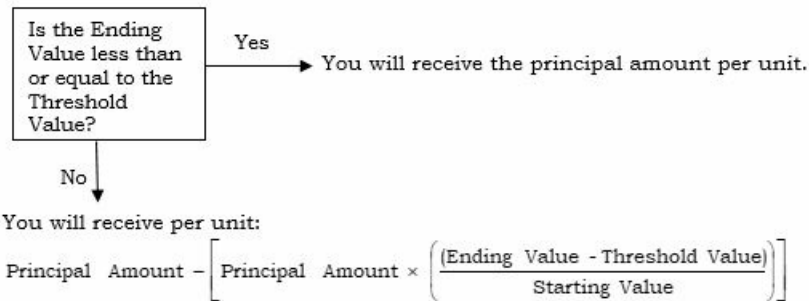 Is the Ending
Value less than
or equal to the
Threshold
Value?
Yes
You will receive the principal amount per unit.
No
You will receive per unit:
Principal Amount − [Principal Amount × ((Ending Value - Threshold Value) / Starting Value)]